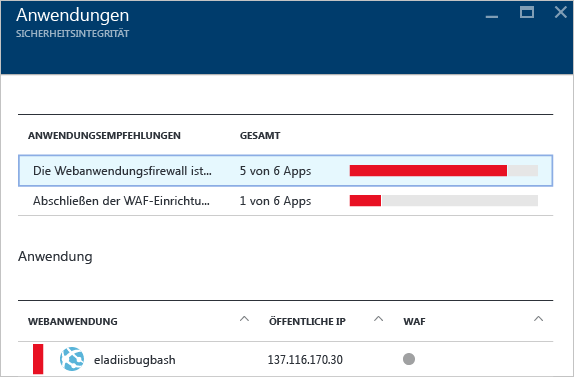 Anwendungen
SICHERHEITSINTEGRITÄT
ANWENDUNGSEMPFEHLUNGEN GESAMT
Die Webanwendungsfirewall ist... 5 von 6 Apps
Abschließen der WAF-Einrichtu... 1 von 6 Apps
Anwendung
WEBANWENDUNG ÖFFENTLICHE IP WAF
eladiisbugbash 137.116.170.30